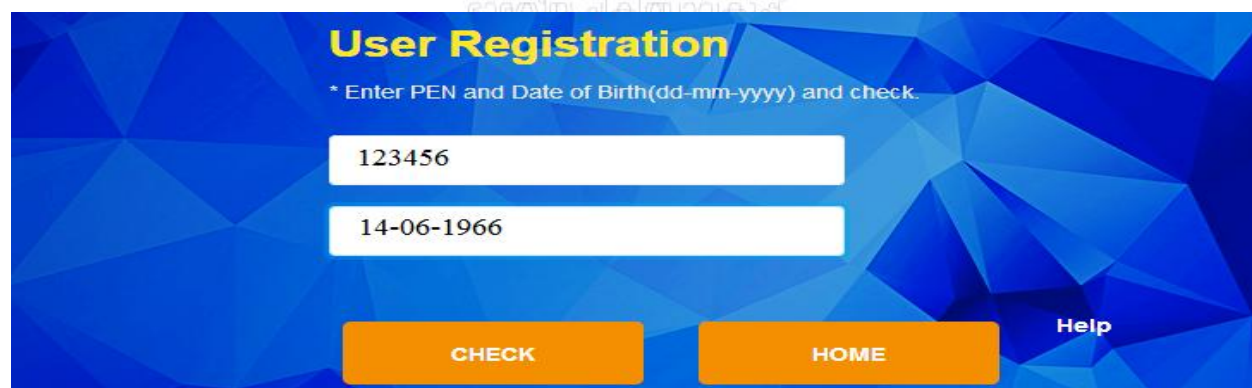 User Registration
* Enter PEN and Date of Birth(dd-mm-yyyy) and check.
123456
14-06-1966
CHECK
HOME
Help